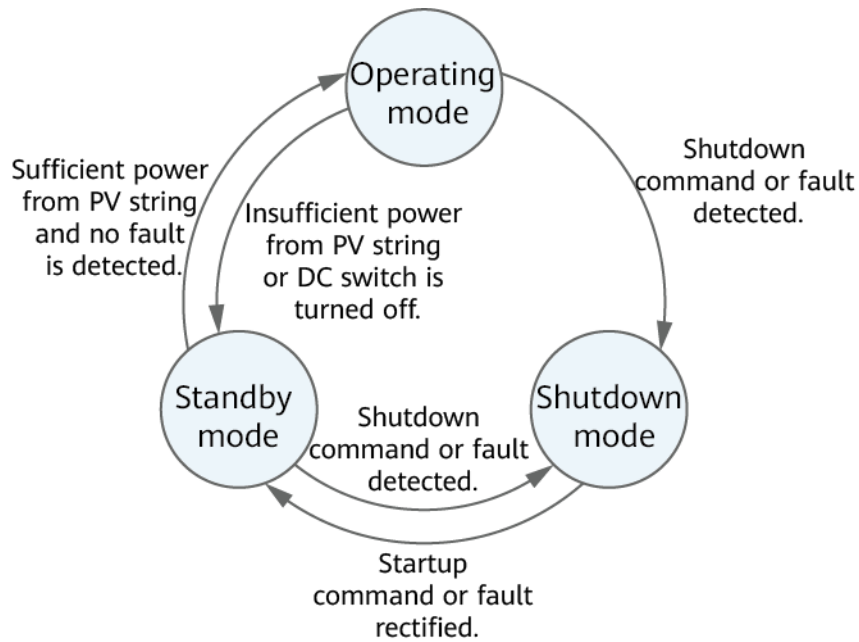 Operating
mode
Sufficient power
from PV string
and no fault
is detected.
Insufficient power
from PV string
or DC switch is
turned off.
Shutdown
command or fault
detected.
Standby
mode
Shutdown
command or fault
detected.
Shutdown
mode
Startup
command or fault
rectified.